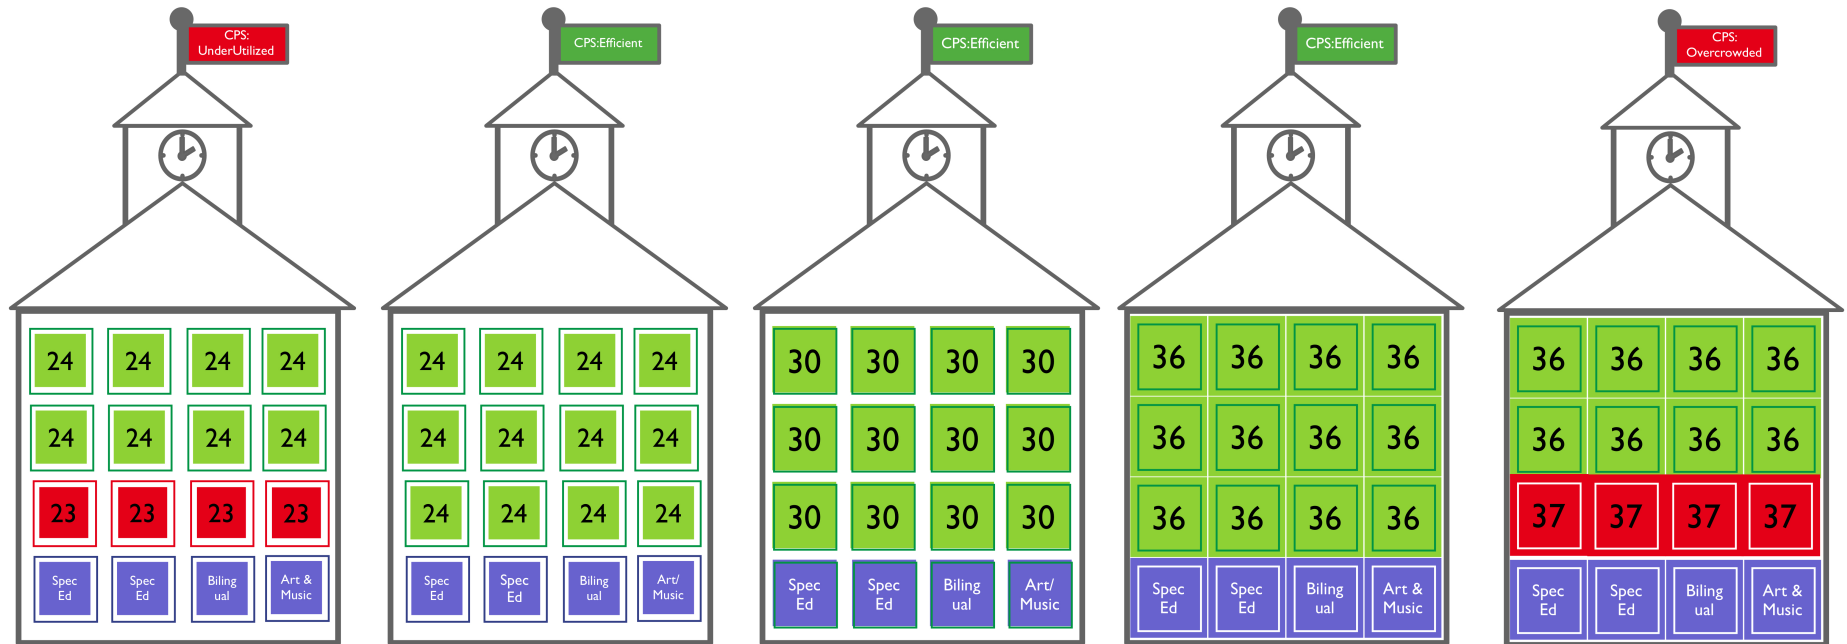 CPS:
UnderUtilized
24 24 24 24
24 24 24 24
23 23 23 23
Spec
Ed
Spec
Ed
Biling
ual
Art &
Music
CPS:Efficient
24 24 24 24
24 24 24 24
24 24 24 24
Spec
Ed
Spec
Ed
Biling
ual
Art/
Music
CPS:Efficient
30 30 30 30
30 30 30 30
30 30 30 30
Spec
Ed
Spec
Ed
Biling
ual
Art/
Music
CPS:Efficient
36 36 36 36
36 36 36 36
36 36 36 36
Spec
Ed
Spec
Ed
Biling
ual
Art &
Music
CPS:
Overcrowded
36 36 36 36
36 36 36 36
37 37 37 37
Spec
Ed
Spec
Ed
Biling
ual
Art &
Music